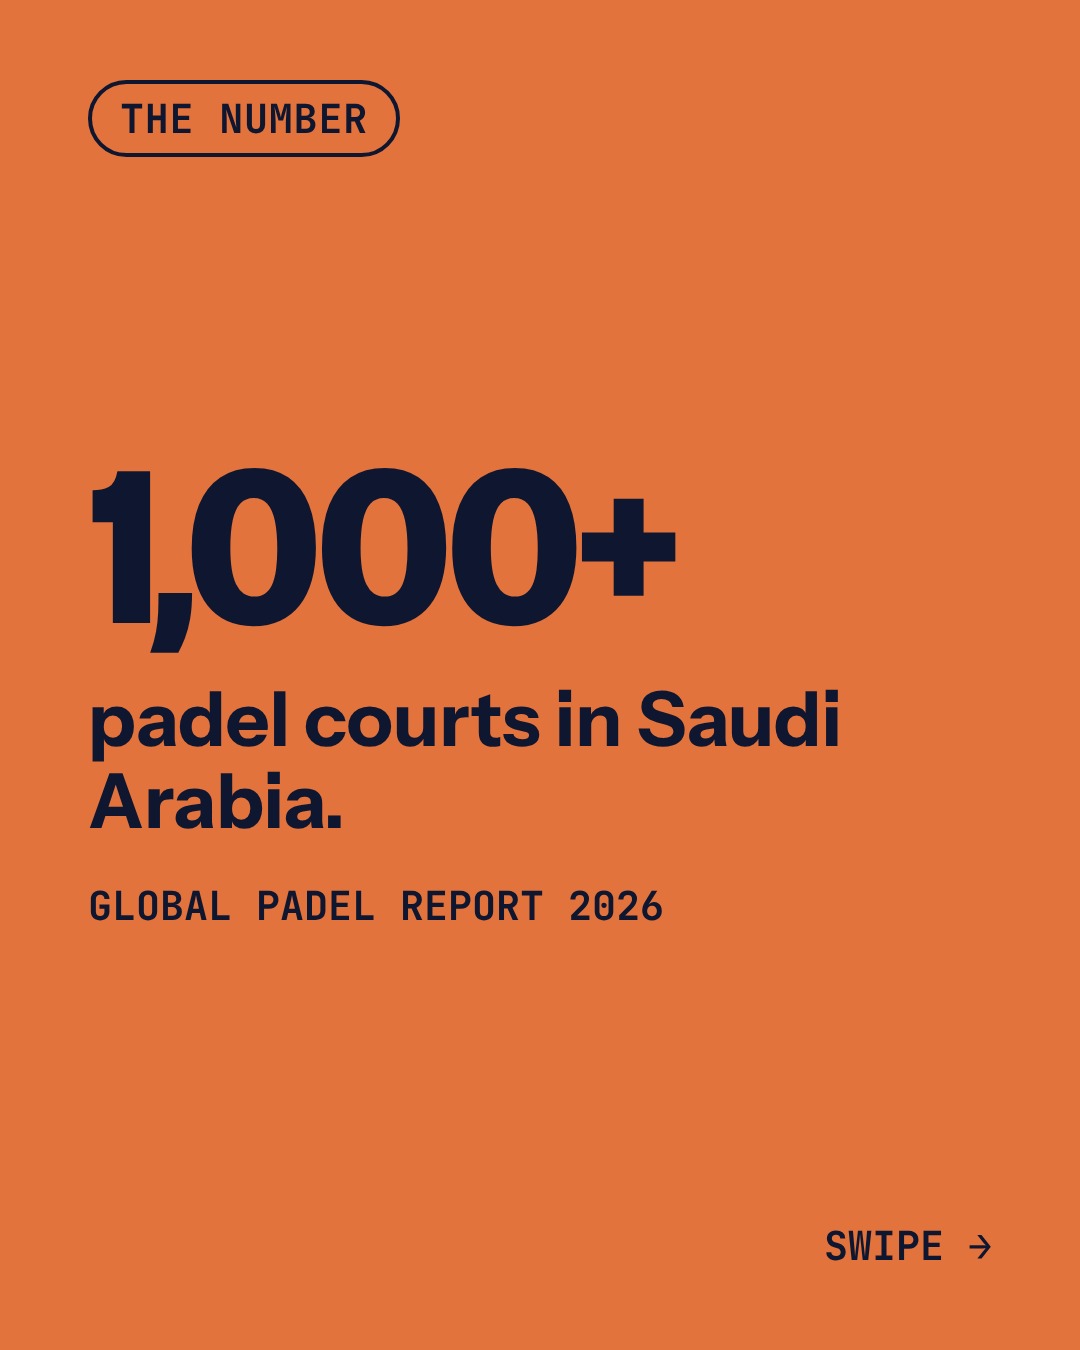 THE NUMBER
1,000+
padel courts in Saudi
Arabia.
GLOBAL PADEL REPORT 2026
SWIPE →